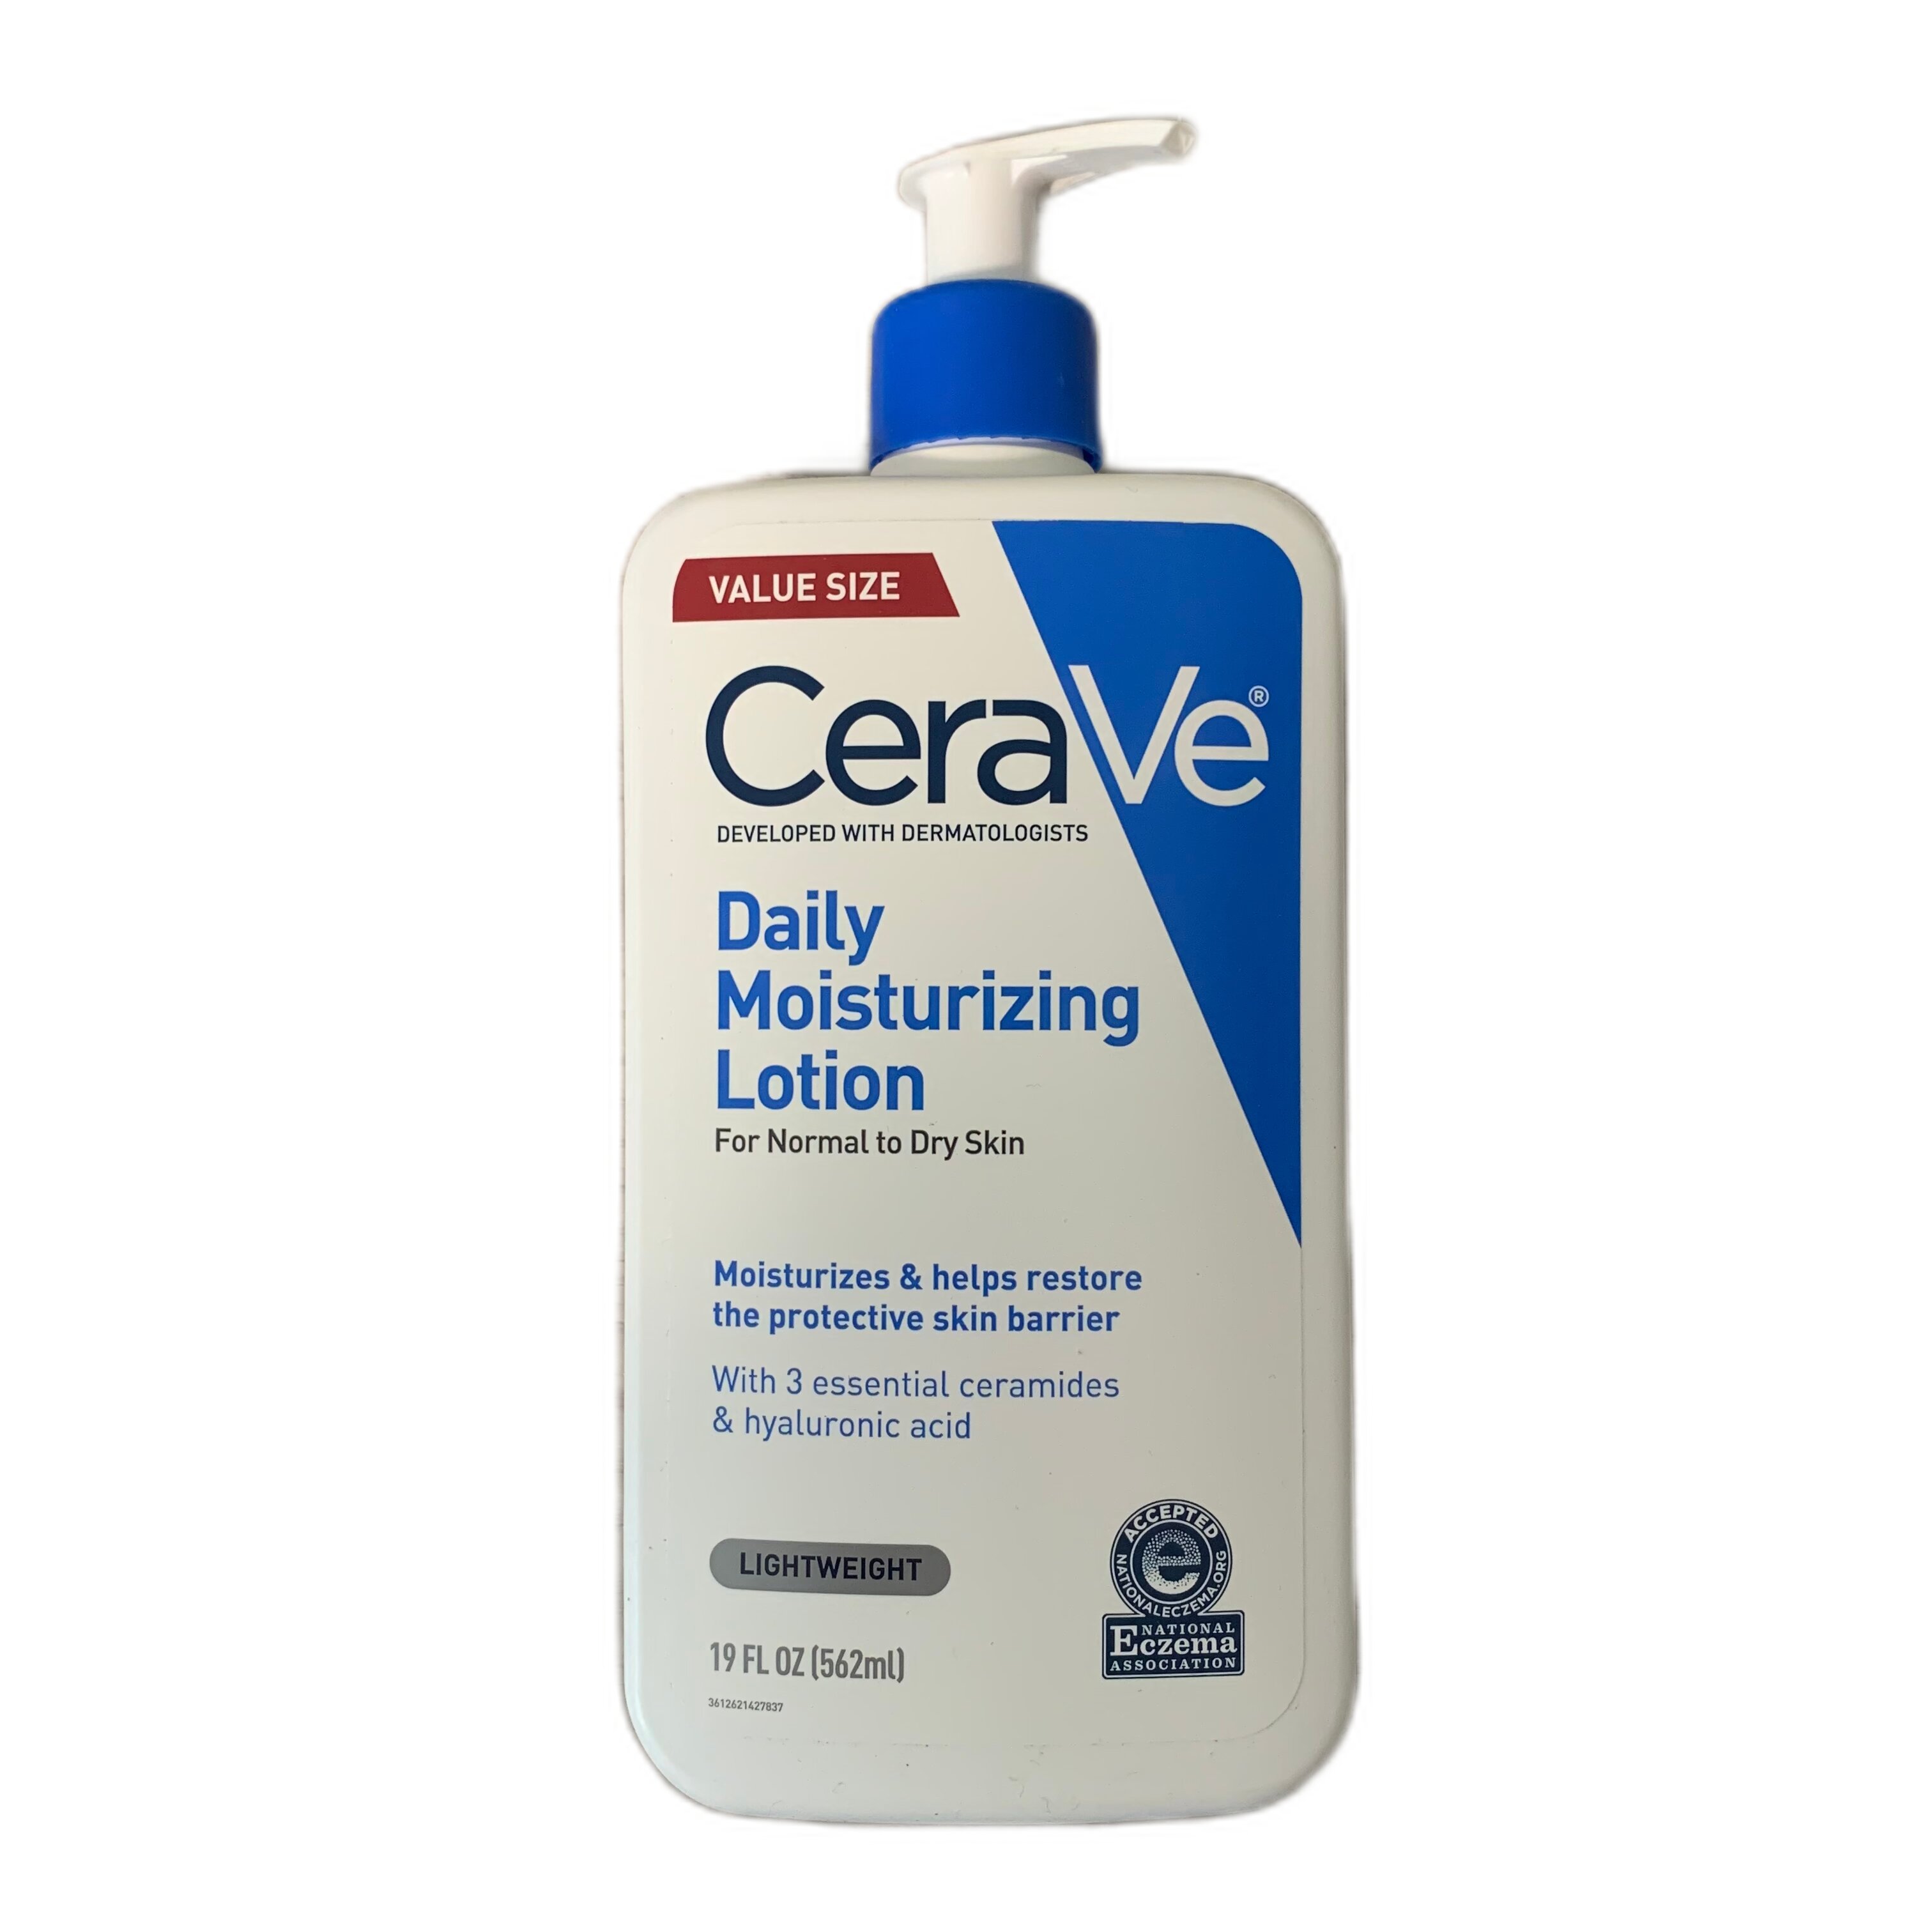 VALUE SIZE
CeraVe®
DEVELOPED WITH DERMATOLOGISTS
Daily
Moisturizing
Lotion
For Normal to Dry Skin
Moisturizes & helps restore
the protective skin barrier
With 3 essential ceramides
& hyaluronic acid
LIGHTWEIGHT
19 FL OZ (562ml)
3612621427837
ACCEPTED
e
NATIONALECZEMA.ORG
NATIONAL
Eczema
ASSOCIATION